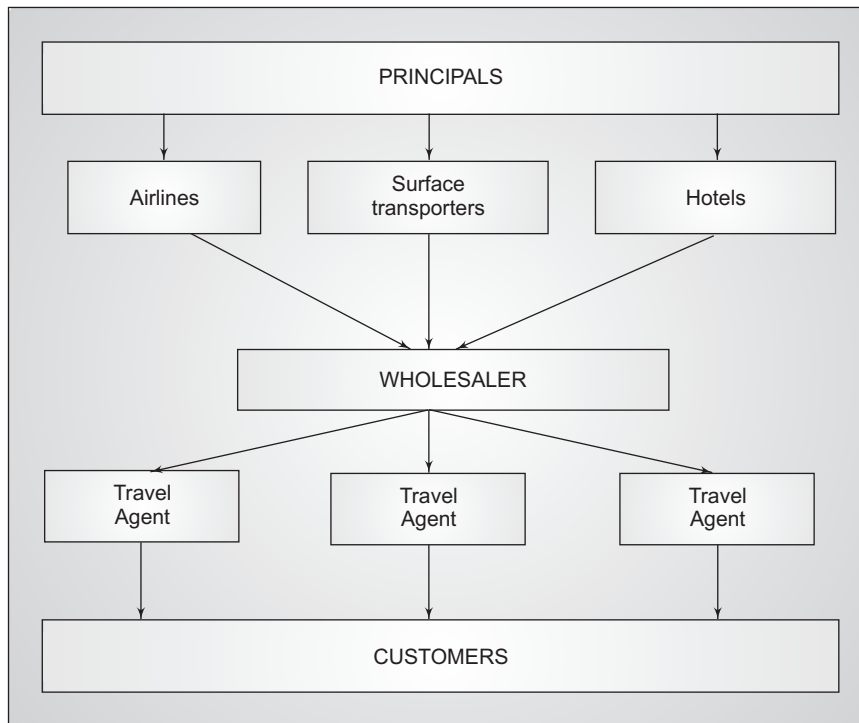 PRINCIPALS
Airlines
Surface
transporters
Hotels
WHOLESALER
Travel
Agent
Travel
Agent
Travel
Agent
CUSTOMERS